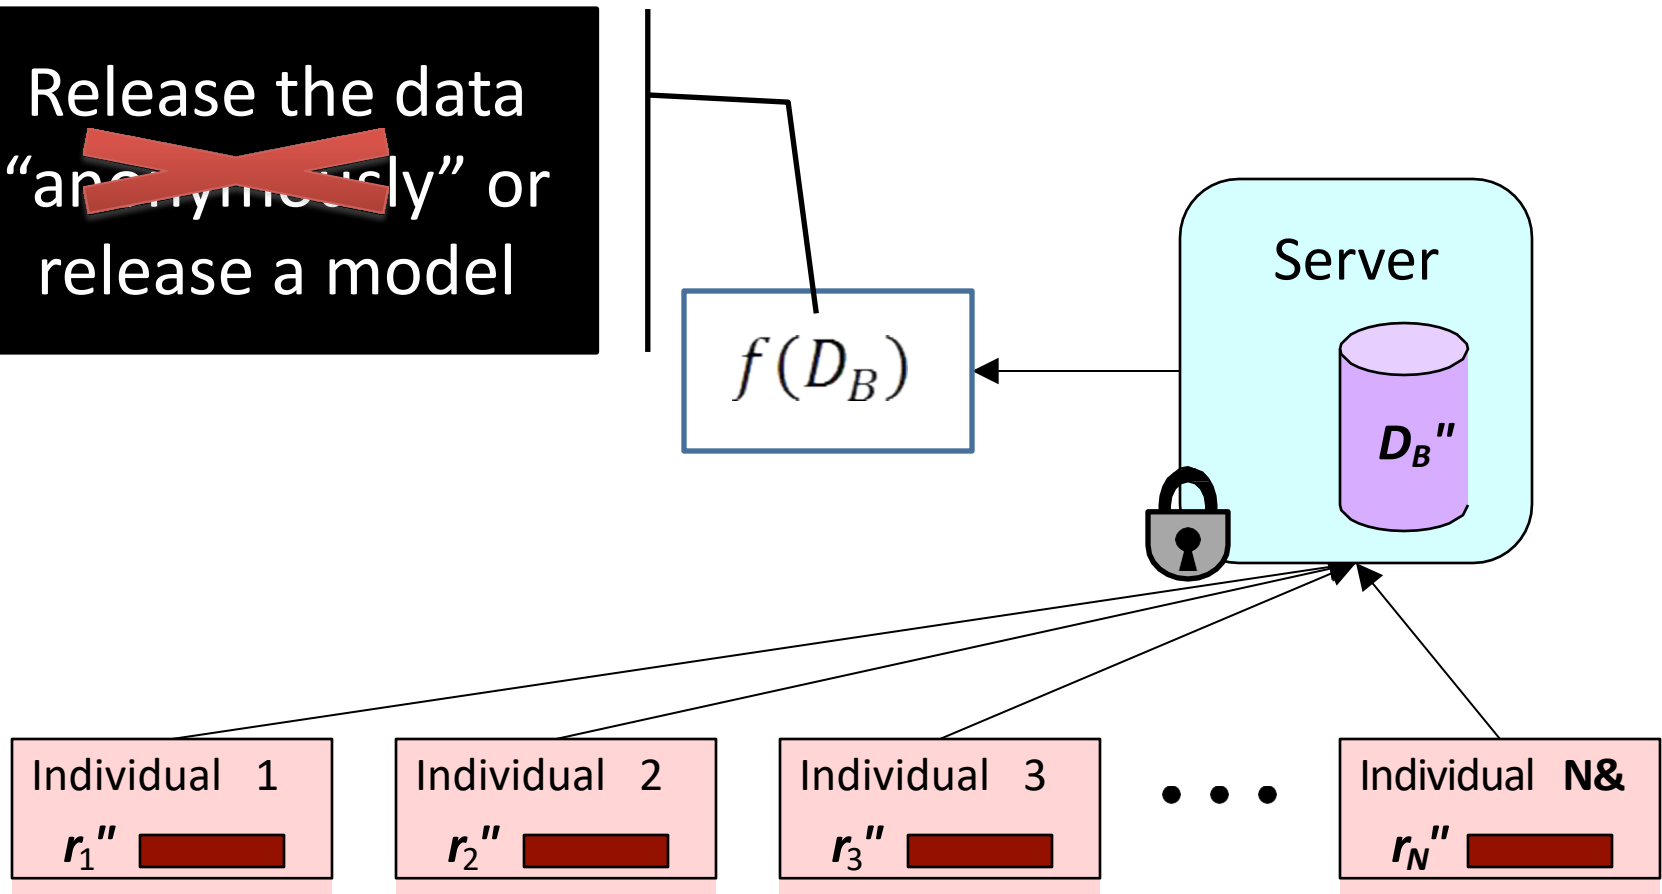 Release the data
“anonymously” or
release a model
f(D_B)
Server
D_B"
Individual 1
r_1"
Individual 2
r_2"
Individual 3
r_3"
• • •
Individual N&
r_N"